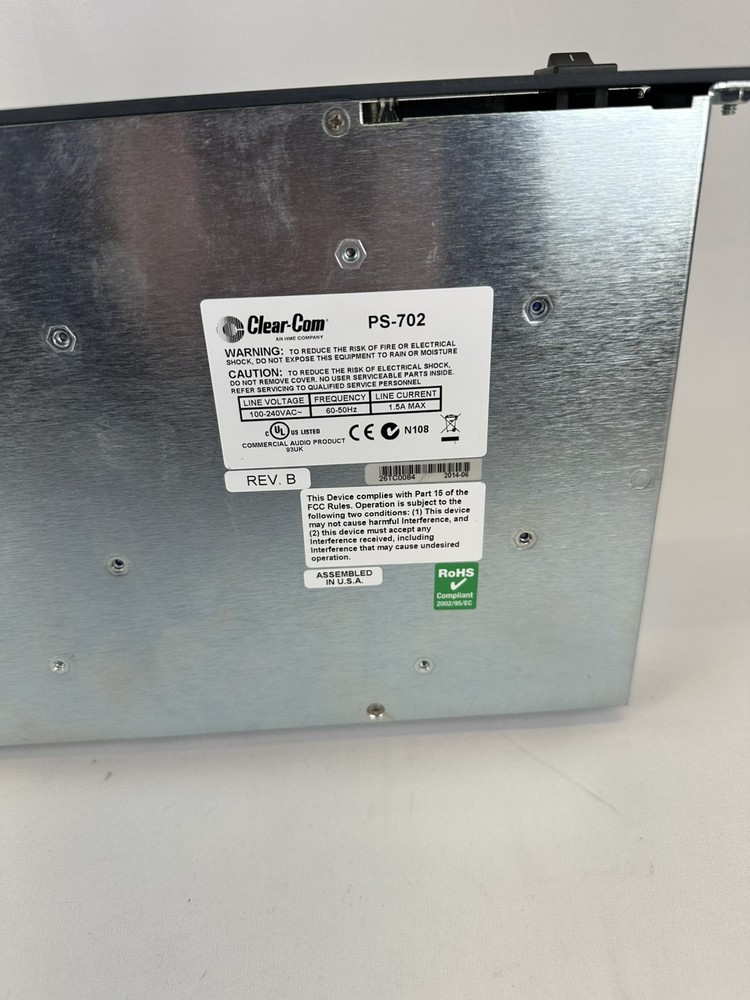 Clear-Com PS-702
AN HME COMPANY
WARNING: TO REDUCE THE RISK OF FIRE OR ELECTRICAL
SHOCK, DO NOT EXPOSE THIS EQUIPMENT TO RAIN OR MOISTURE
CAUTION: TO REDUCE THE RISK OF ELECTRICAL SHOCK,
DO NOT REMOVE COVER. NO USER SERVICEABLE PARTS INSIDE.
REFER SERVICING TO QUALIFIED SERVICE PERSONNEL
LINE VOLTAGE FREQUENCY LINE CURRENT
100-240VAC~ 60-50Hz 1.5A MAX
C UL US LISTED CE N108
COMMERCIAL AUDIO PRODUCT
93UK
REV. B
26TC0084 2014-06
This Device complies with Part 15 of the
FCC Rules. Operation is subject to the
following two conditions: (1) This device
may not cause harmful Interference, and
(2) this device must accept any
Interference received, including
Interference that may cause undesired
operation.
ASSEMBLED
IN U.S.A.
RoHS
Compliant
2002/95/EC